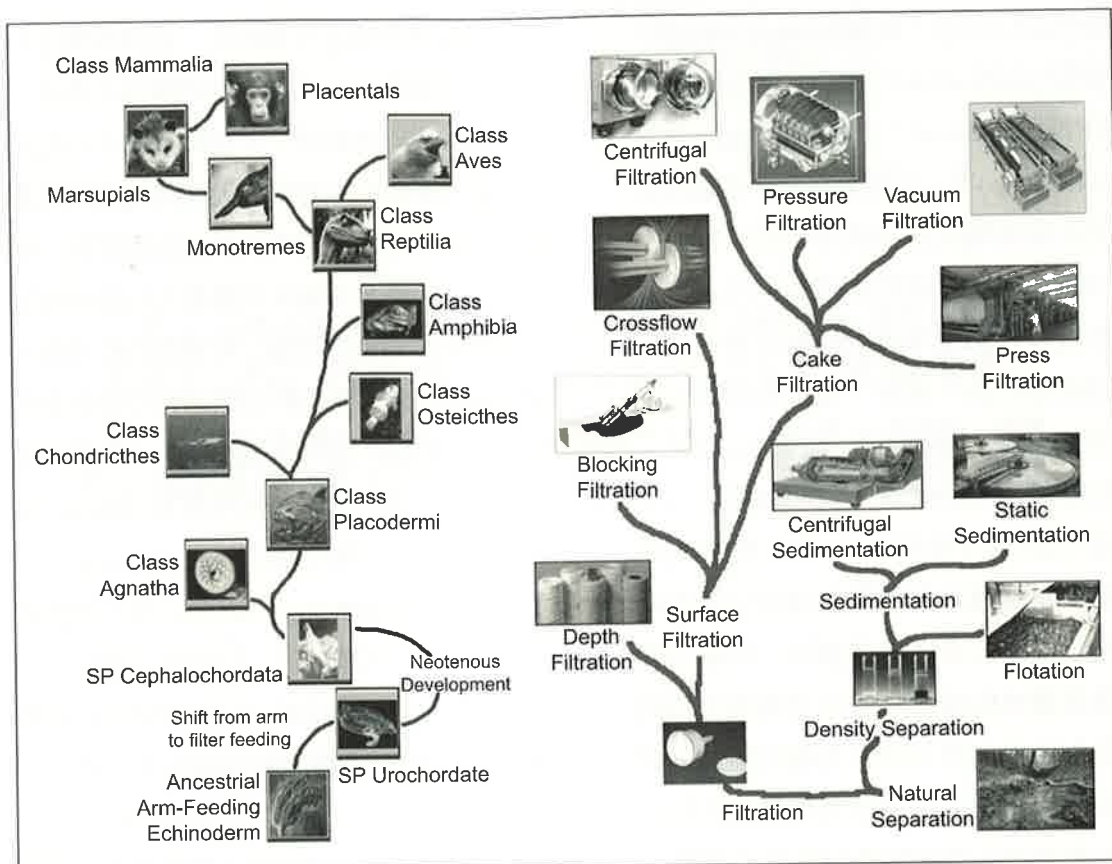 Class Mammalia
Placentals
Class
Aves
Marsupials
Monotremes
Class
Reptilia
Class
Amphibia
Class
Osteicthes
Class
Chondricthes
Class
Placodermi
Class
Agnatha
SP Cephalochordata
Neotenous
Development
Shift from arm
to filter feeding
SP Urochordate
Ancestrial
Arm-Feeding
Echinoderm
Centrifugal
Filtration
Pressure
Filtration
Vacuum
Filtration
Crossflow
Filtration
Cake
Filtration
Press
Filtration
Blocking
Filtration
Centrifugal
Sedimentation
Static
Sedimentation
Depth
Filtration
Surface
Filtration
Sedimentation
Flotation
Density Separation
Filtration
Natural
Separation